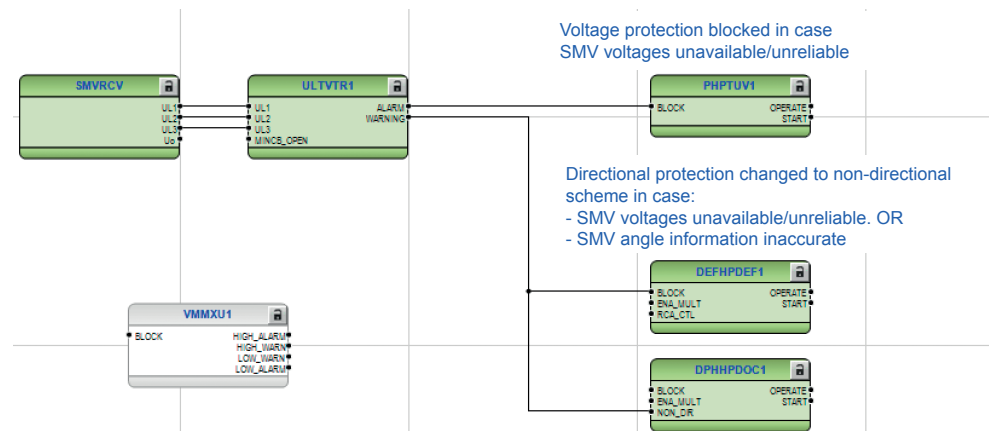 Voltage protection blocked in case
SMV voltages unavailable/unreliable
SMVRCV
UL1
UL2
UL3
Uo
ULTVTR1
UL1
UL2
UL3
MINCB_OPEN
ALARM
WARNING
PHPTUV1
BLOCK
OPERATE
START
Directional protection changed to non-directional
scheme in case:
- SMV voltages unavailable/unreliable. OR
- SMV angle information inaccurate
DEFHPDEF1
BLOCK
ENA_MULT
RCA_CTL
OPERATE
START
VMMXU1
BLOCK
HIGH_ALARM
HIGH_WARN
LOW_WARN
LOW_ALARM
DPHHPDOC1
BLOCK
ENA_MULT
NON_DIR
OPERATE
START